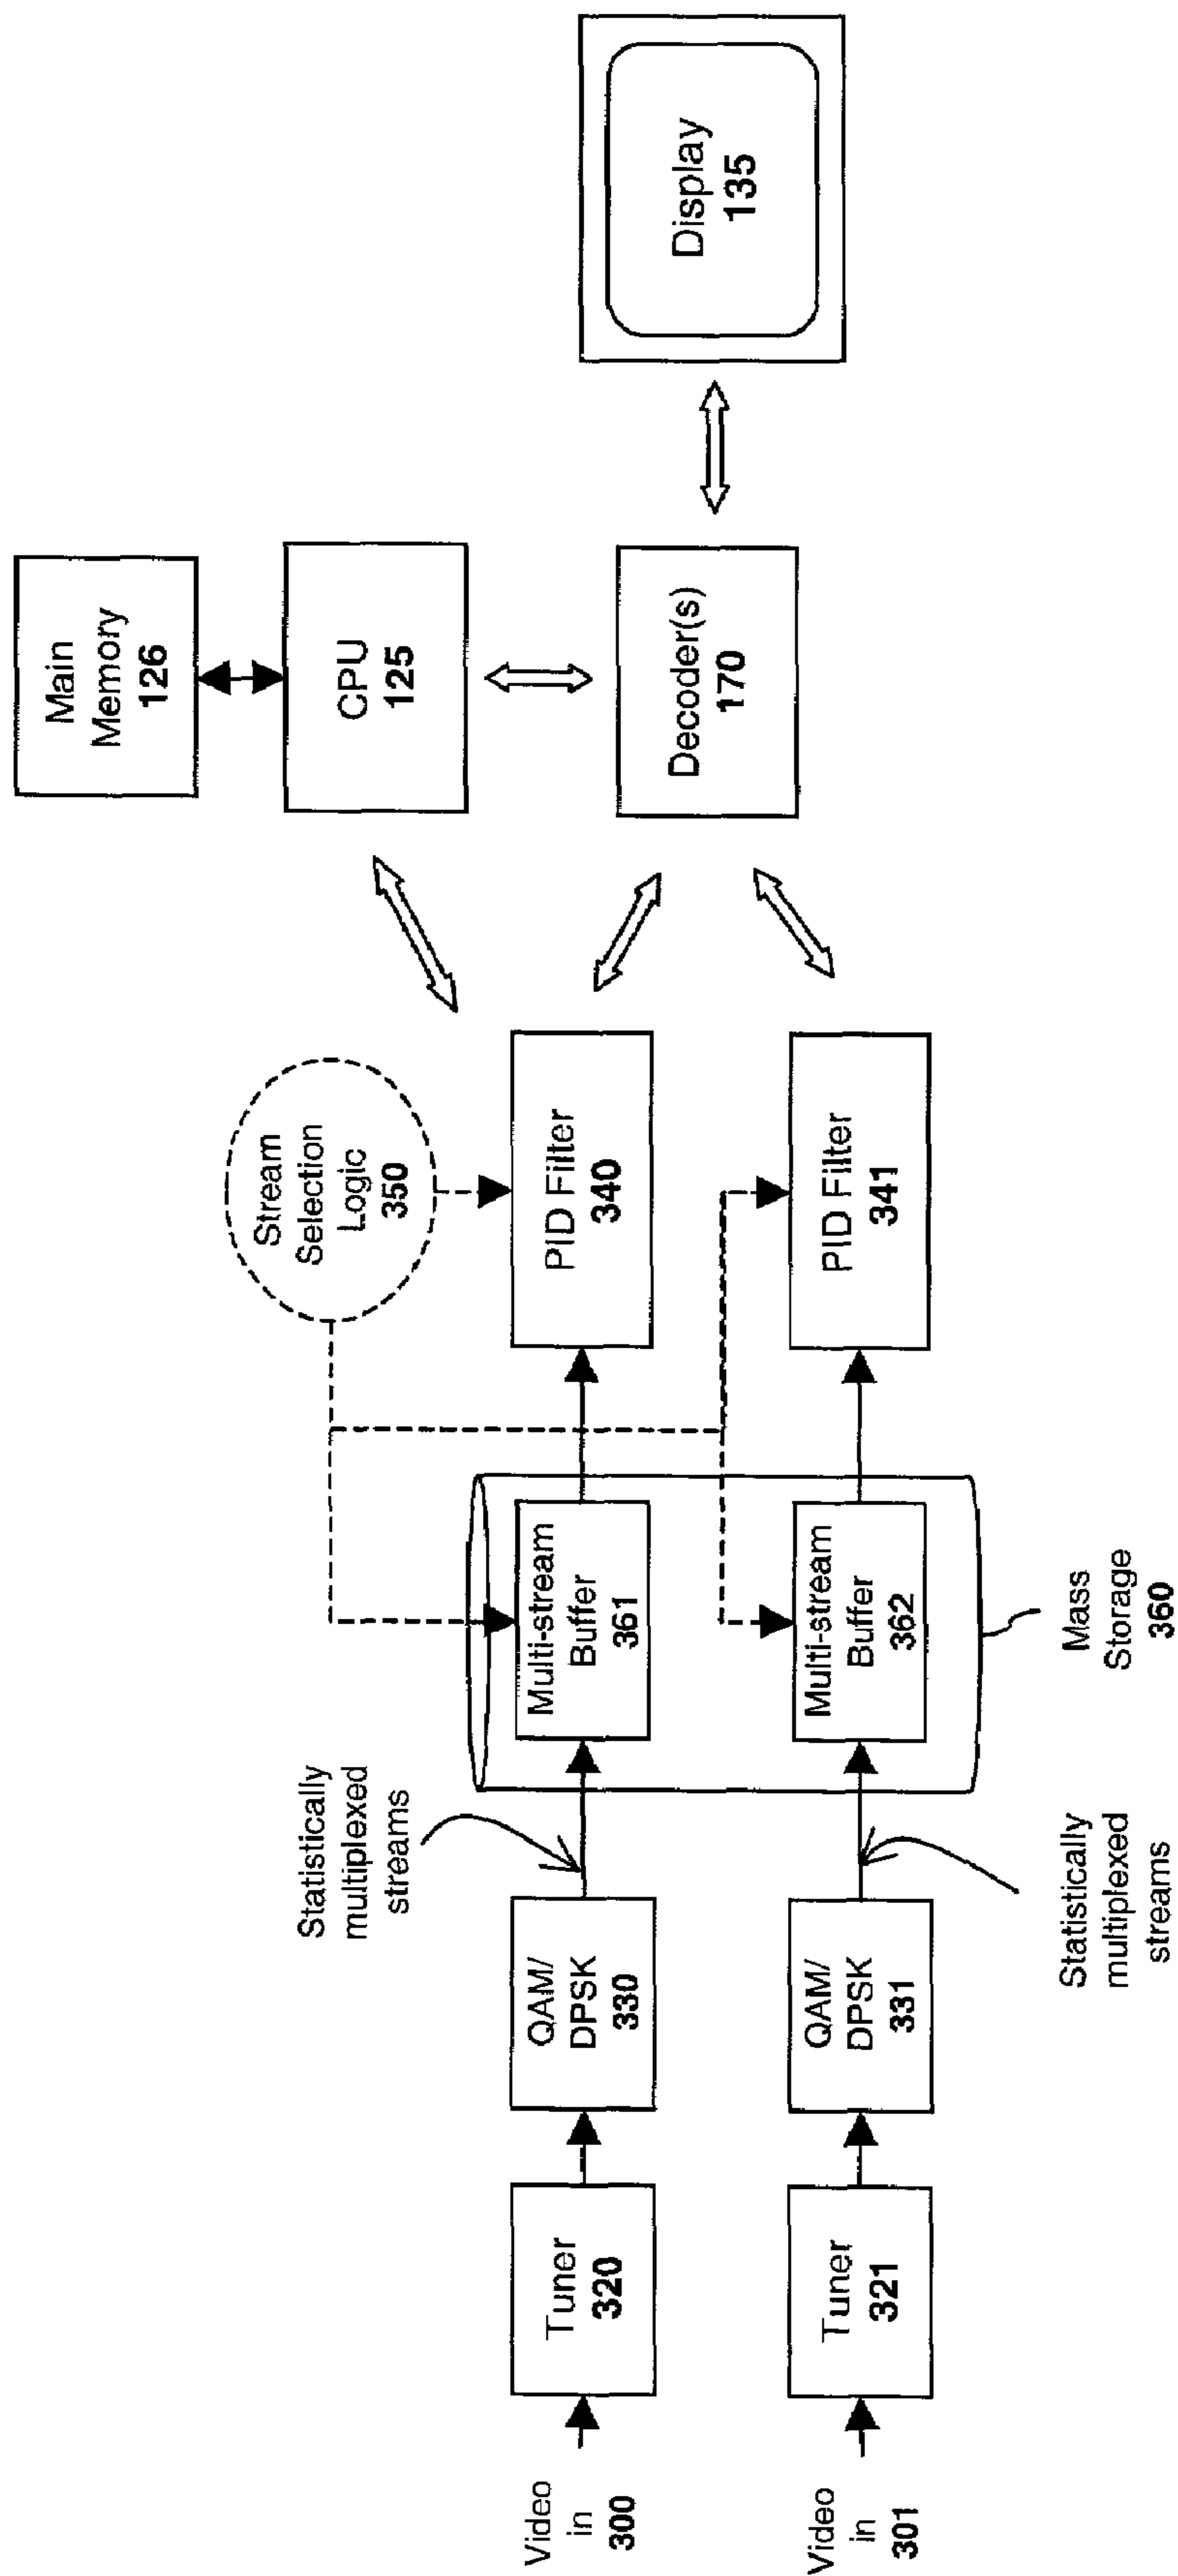 Video
in
300
Tuner
320
QAM/
DPSK
330
Statistically
multiplexed
streams
Multi-stream
Buffer
361
Stream
Selection
Logic
350
PID Filter
340
Main
Memory
126
CPU
125
Decoder(s)
170
Display
135
Video
in
301
Tuner
321
QAM/
DPSK
331
Statistically
multiplexed
streams
Multi-stream
Buffer
362
Mass
Storage
360
PID Filter
341